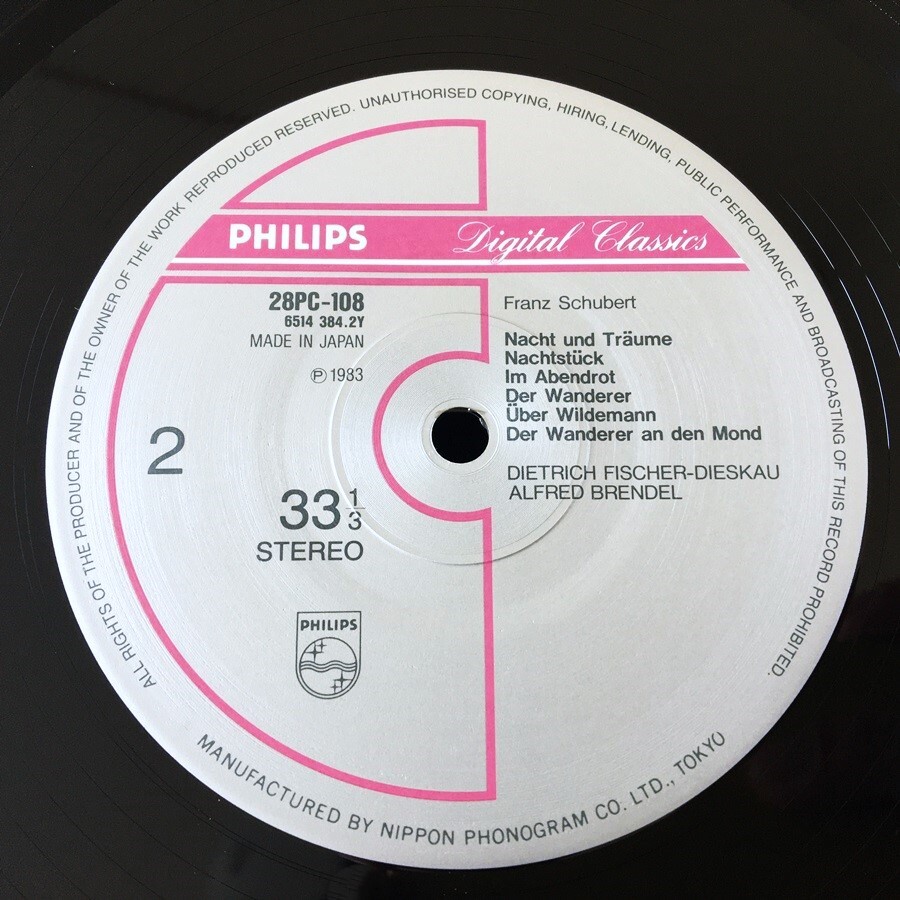 ALL RIGHTS OF THE PRODUCER AND OF THE OWNER OF THE WORK REPRODUCED RESERVED. UNAUTHORISED COPYING, HIRING, LENDING, PUBLIC PERFORMANCE AND BROADCASTING OF THIS RECORD PROHIBITED.
PHILIPS Digital Classics
28PC-108
6514 384.2Y
MADE IN JAPAN
℗ 1983
2
33 1/3
STEREO
PHILIPS
Franz Schubert
Nacht und Träume
Nachtstück
Im Abendrot
Der Wanderer
Über Wildemann
Der Wanderer an den Mond
DIETRICH FISCHER-DIESKAU
ALFRED BRENDEL
MANUFACTURED BY NIPPON PHONOGRAM CO. LTD., TOKYO